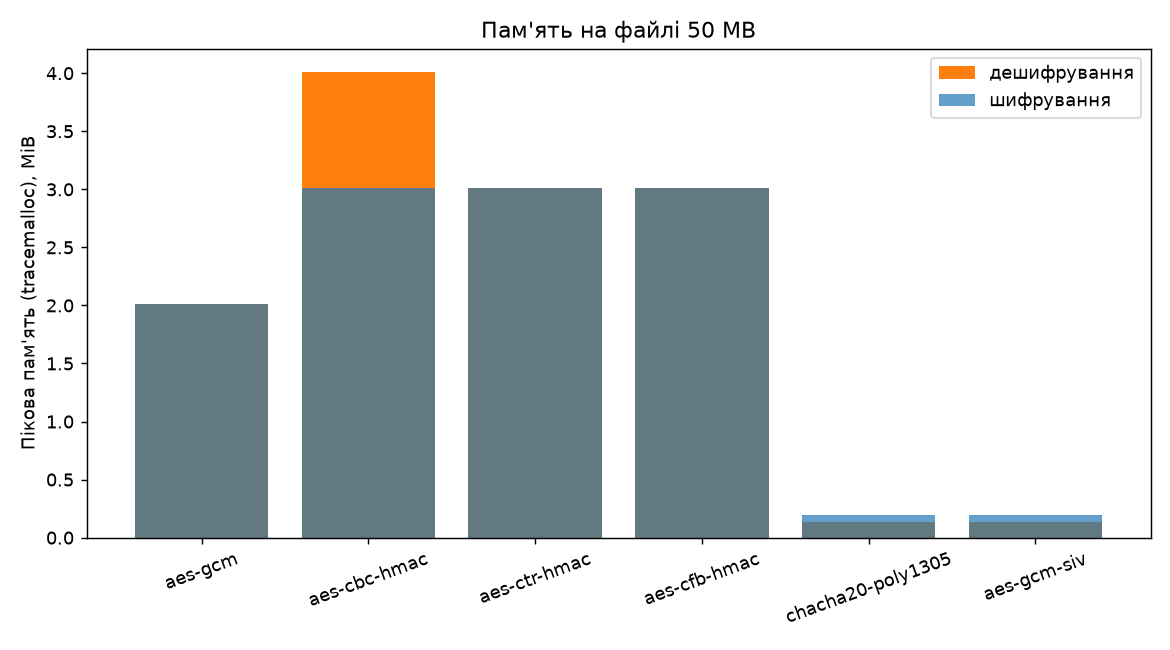 Пам'ять на файлі 50 MB
дешифрування
шифрування
Пікова пам'ять (tracemalloc), MiB
4.0
3.5
3.0
2.5
2.0
1.5
1.0
0.5
0.0
aes-gcm
aes-cbc-hmac
aes-ctr-hmac
aes-cfb-hmac
chacha20-poly1305
aes-gcm-siv